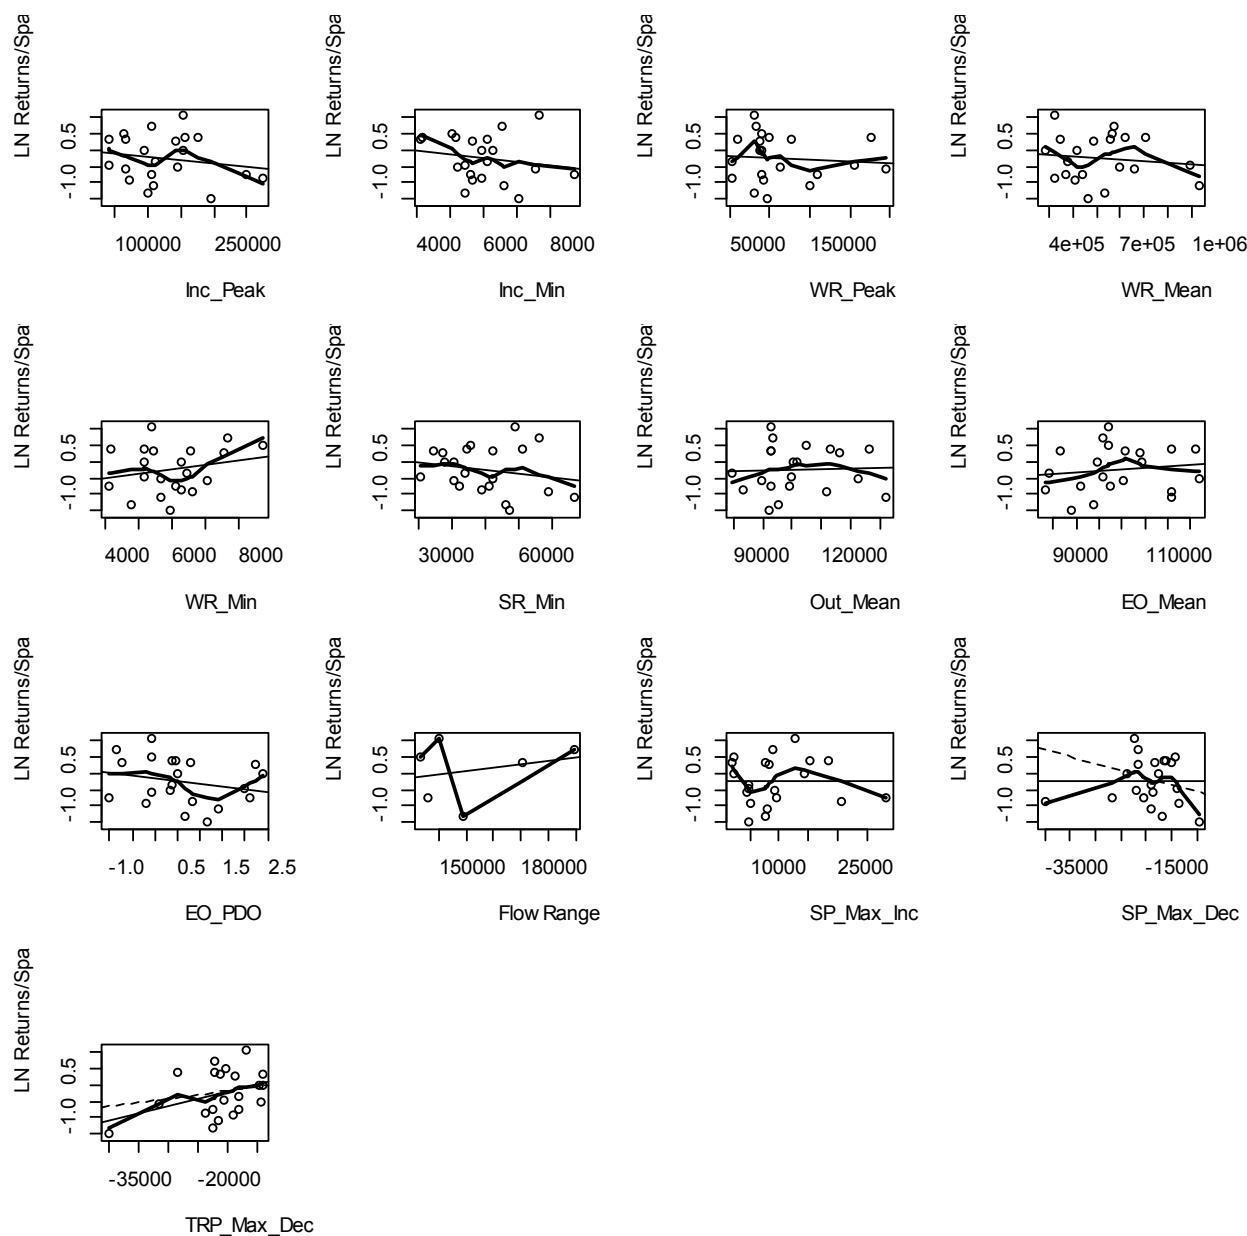 LN Returns/Spa LN Returns/Spa LN Returns/Spa LN Returns/Spa
0.5 0.5 0.5 0.5
-1.0 -1.0 -1.0 -1.0
100000 250000 4000 6000 8000 50000 150000 4e+05 7e+05 1e+06
Inc_Peak Inc_Min WR_Peak WR_Mean
LN Returns/Spa LN Returns/Spa LN Returns/Spa LN Returns/Spa
0.5 0.5 0.5 0.5
-1.0 -1.0 -1.0 -1.0
4000 6000 8000 30000 60000 90000 120000 90000 110000
WR_Min SR_Min Out_Mean EO_Mean
LN Returns/Spa LN Returns/Spa LN Returns/Spa LN Returns/Spa
0.5 0.5 0.5 0.5
-1.0 -1.0 -1.0 -1.0
-1.0 0.5 1.5 2.5 150000 180000 10000 25000 -35000 -15000
EO_PDO Flow Range SP_Max_Inc SP_Max_Dec
LN Returns/Spa
0.5
-1.0
-35000 -20000
TRP_Max_Dec